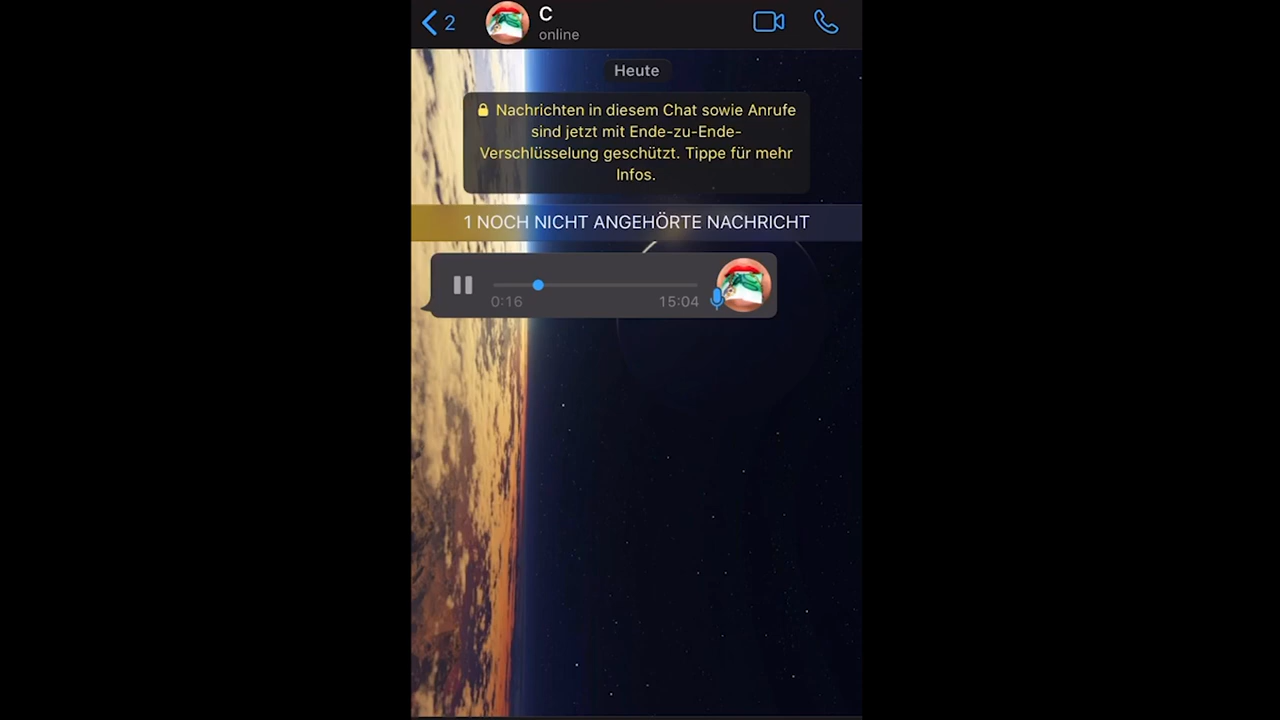 2
C
online
Heute
Nachrichten in diesem Chat sowie Anrufe
sind jetzt mit Ende-zu-Ende-
Verschlüsselung geschützt. Tippe für mehr
Infos.
1 NOCH NICHT ANGEHÖRTE NACHRICHT
0:16
15:04